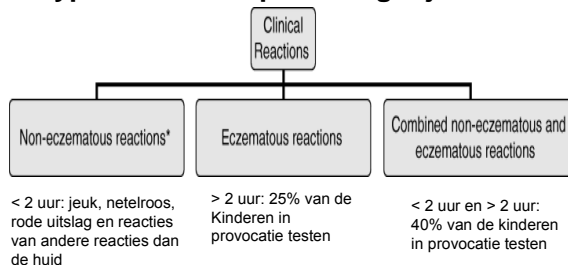 Clinical
Reactions
Non-eczematous reactions*
Eczematous reactions
Combined non-eczematous and
eczematous reactions
< 2 uur: jeuk, netelroos,
rode uitslag en reacties
van andere reacties dan
de huid
> 2 uur: 25% van de
Kinderen in
provocatie testen
< 2 uur en > 2 uur:
40% van de kinderen
in provocatie testen